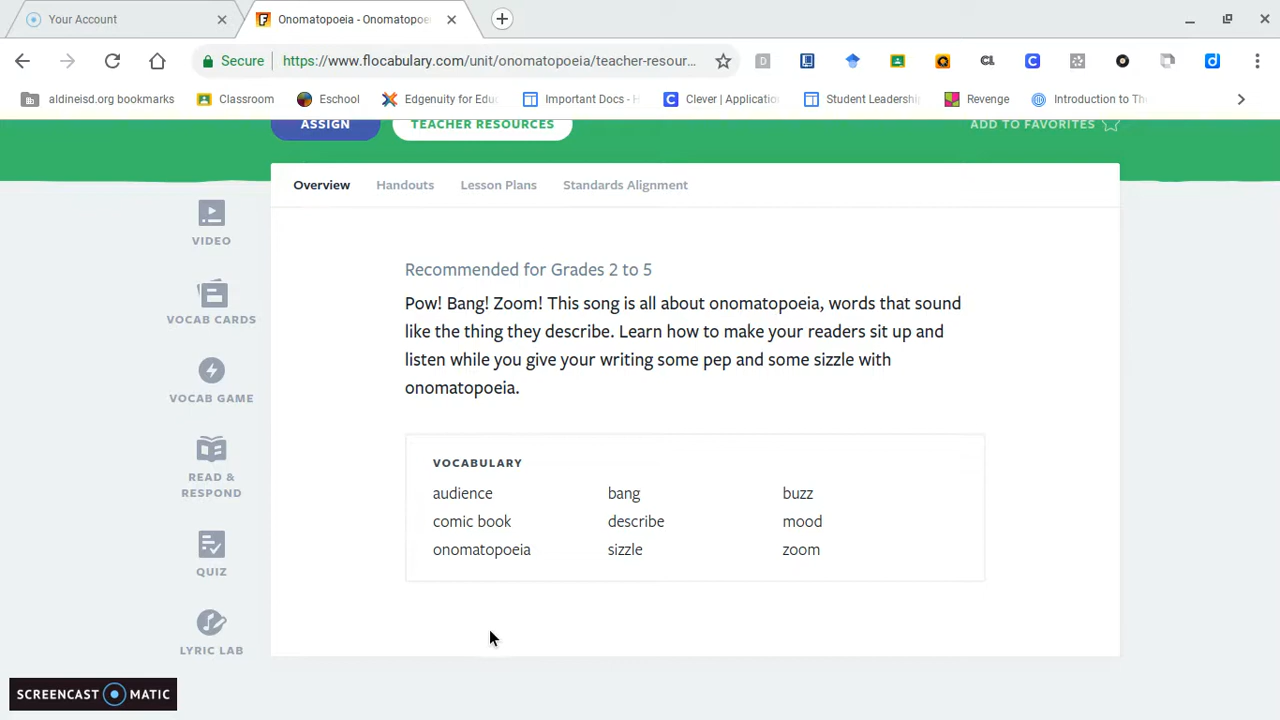 Your Account
Onomatopoeia - Onomatopoe
Secure
https://www.flocabulary.com/unit/onomatopoeia/teacher-resour...
aldineisd.org bookmarks
Classroom
Eschool
Edgenuity for Edu
Important Docs - H
Clever | Application
Student Leadership
Revenge
Introduction to The
ASSIGN
TEACHER RESOURCES
ADD TO FAVORITES
Overview
Handouts
Lesson Plans
Standards Alignment
VIDEO
VOCAB CARDS
VOCAB GAME
READ &
RESPOND
QUIZ
LYRIC LAB
Recommended for Grades 2 to 5
Pow! Bang! Zoom! This song is all about onomatopoeia, words that sound
like the thing they describe. Learn how to make your readers sit up and
listen while you give your writing some pep and some sizzle with
onomatopoeia.
VOCABULARY
audience bang buzz
comic book describe mood
onomatopoeia sizzle zoom
SCREENCAST MATIC